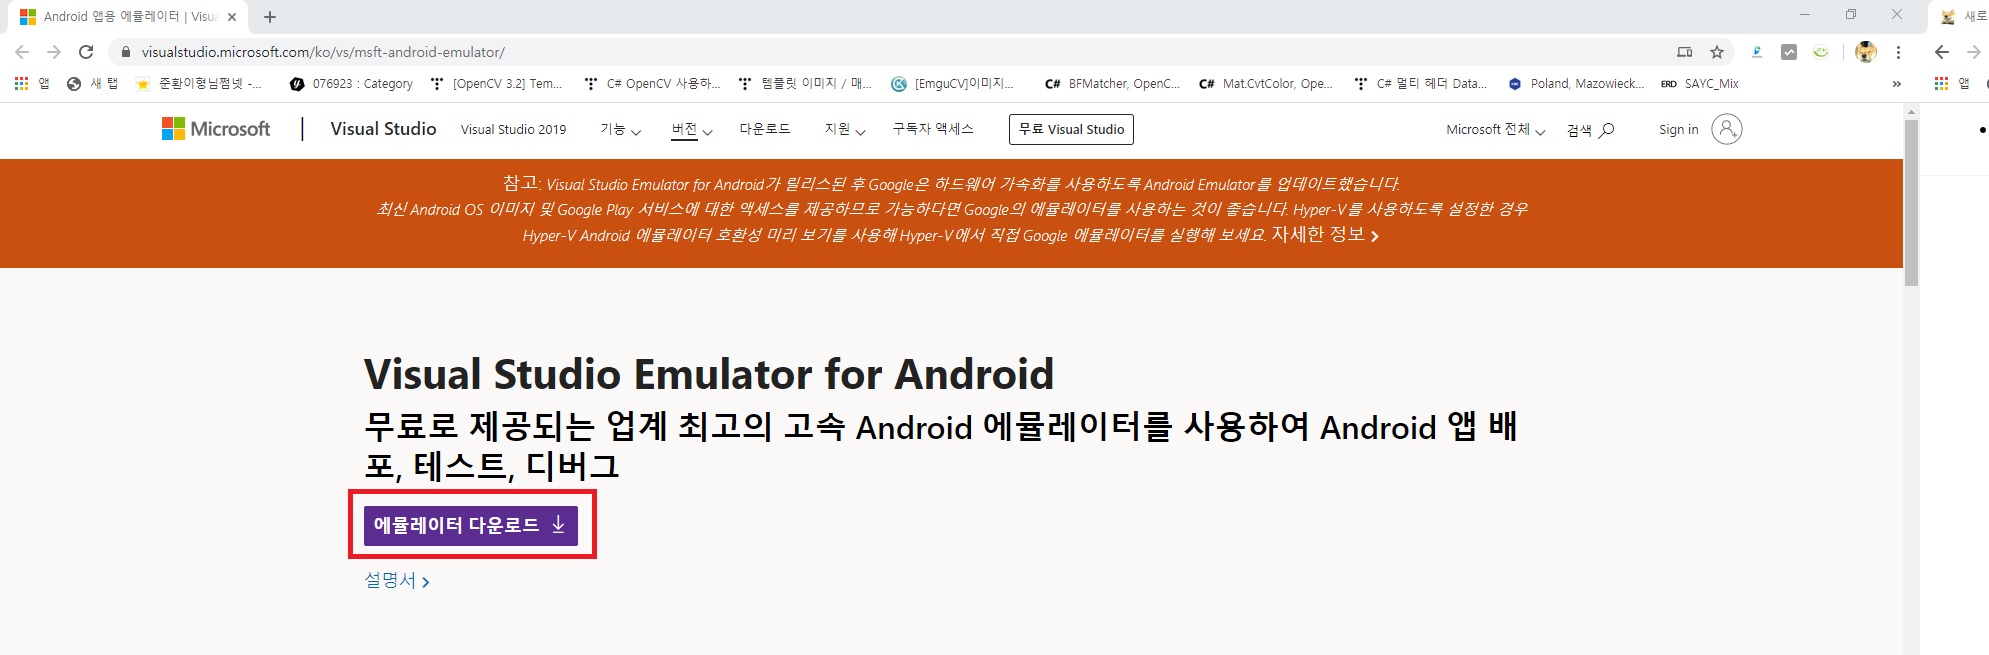 Android 앱용 에뮬레이터 | Visua
새로
visualstudio.microsoft.com/ko/vs/msft-android-emulator/
앱 새 탭 준환이형님쩜넷 -... 076923 : Category [OpenCV 3.2] Tem... C# OpenCV 사용하... 템플릿 이미지 / 매... [EmguCV]이미지... C# BFMatcher, OpenC... C# Mat.CvtColor, Ope... C# 멀티 헤더 Data... Poland, Mazowieck... ERD SAYC_Mix » 앱
Microsoft | Visual Studio Visual Studio 2019 기능 버전 다운로드 지원 구독자 액세스 무료 Visual Studio Microsoft 전체 검색 Sign in
참고: Visual Studio Emulator for Android가 릴리스된 후 Google은 하드웨어 가속화를 사용하도록 Android Emulator를 업데이트했습니다.
최신 Android OS 이미지 및 Google Play 서비스에 대한 액세스를 제공하므로 가능하다면 Google의 에뮬레이터를 사용하는 것이 좋습니다. Hyper-V를 사용하도록 설정한 경우
Hyper-V Android 에뮬레이터 호환성 미리 보기를 사용해 Hyper-V에서 직접 Google 에뮬레이터를 실행해 보세요. 자세한 정보 >
Visual Studio Emulator for Android
무료로 제공되는 업계 최고의 고속 Android 에뮬레이터를 사용하여 Android 앱 배
포, 테스트, 디버그
에뮬레이터 다운로드
설명서 >